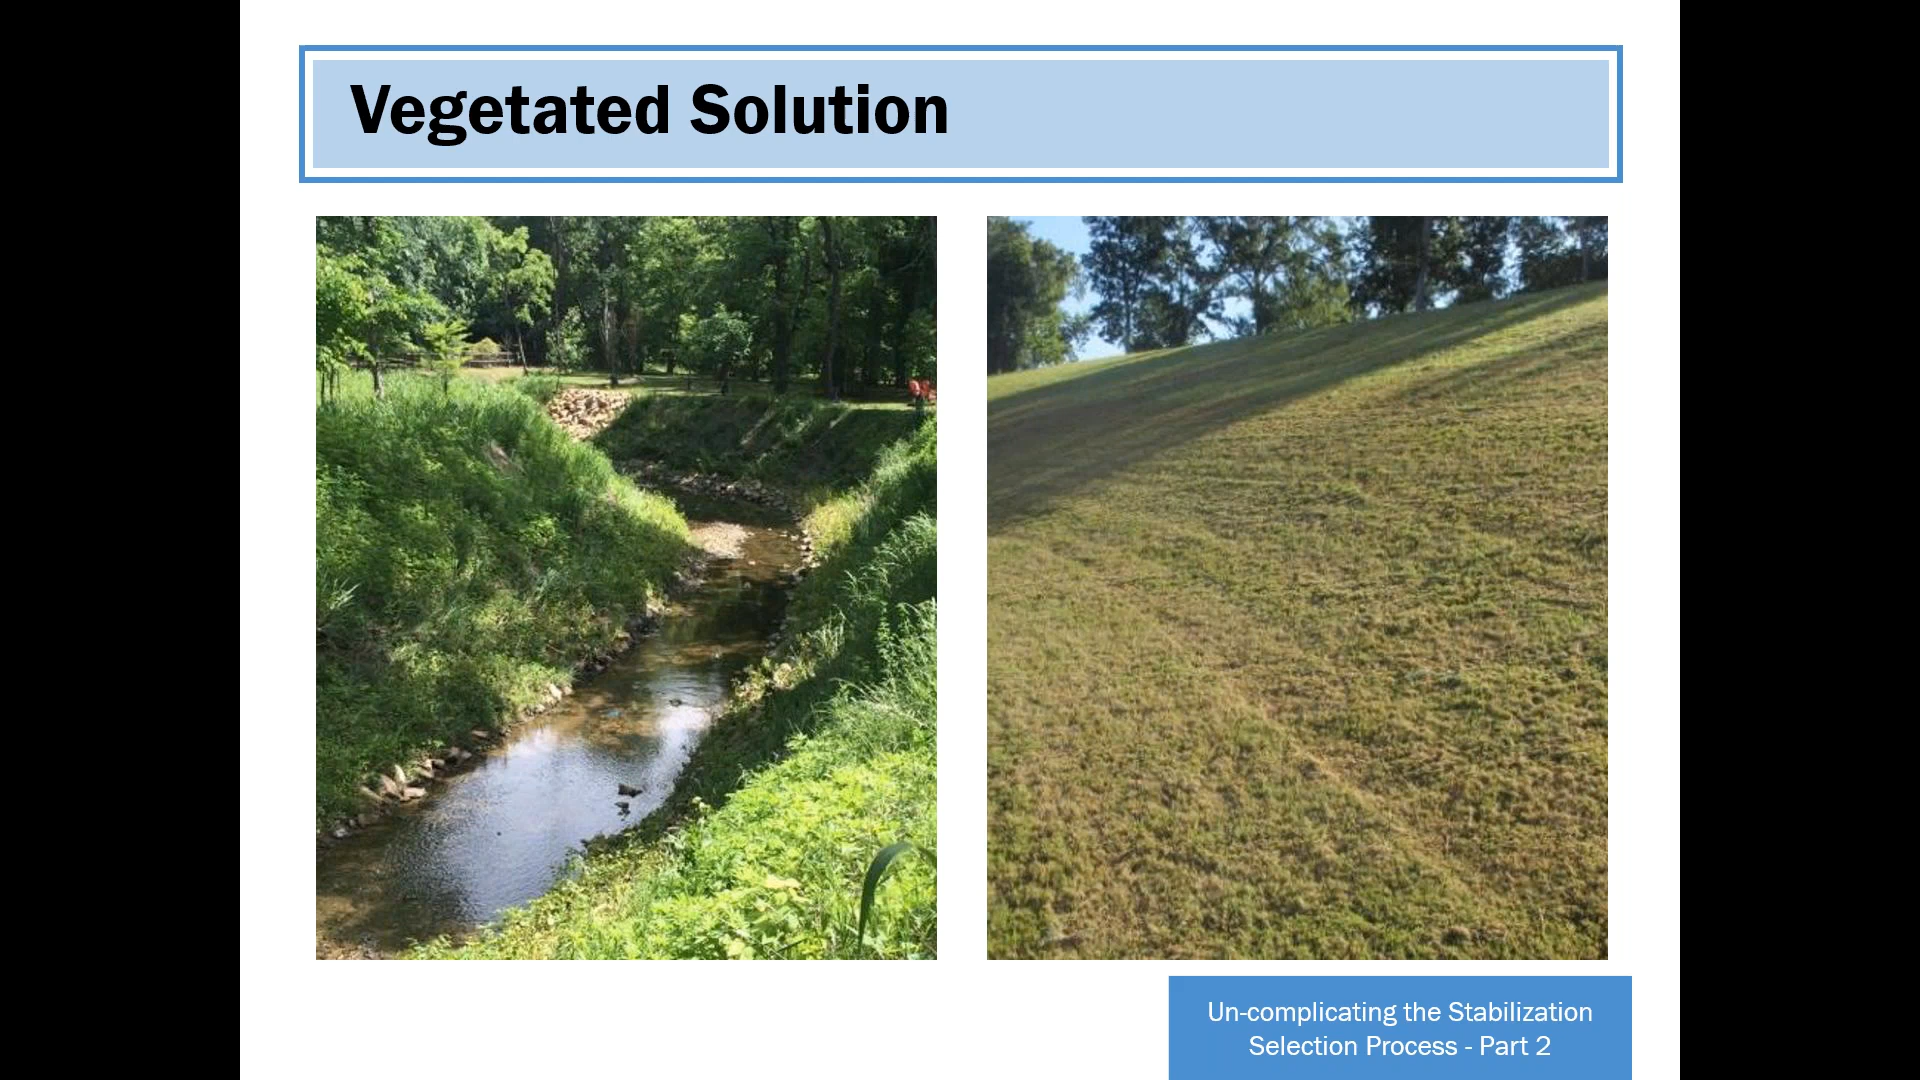 Vegetated Solution
Un-complicating the Stabilization
Selection Process - Part 2